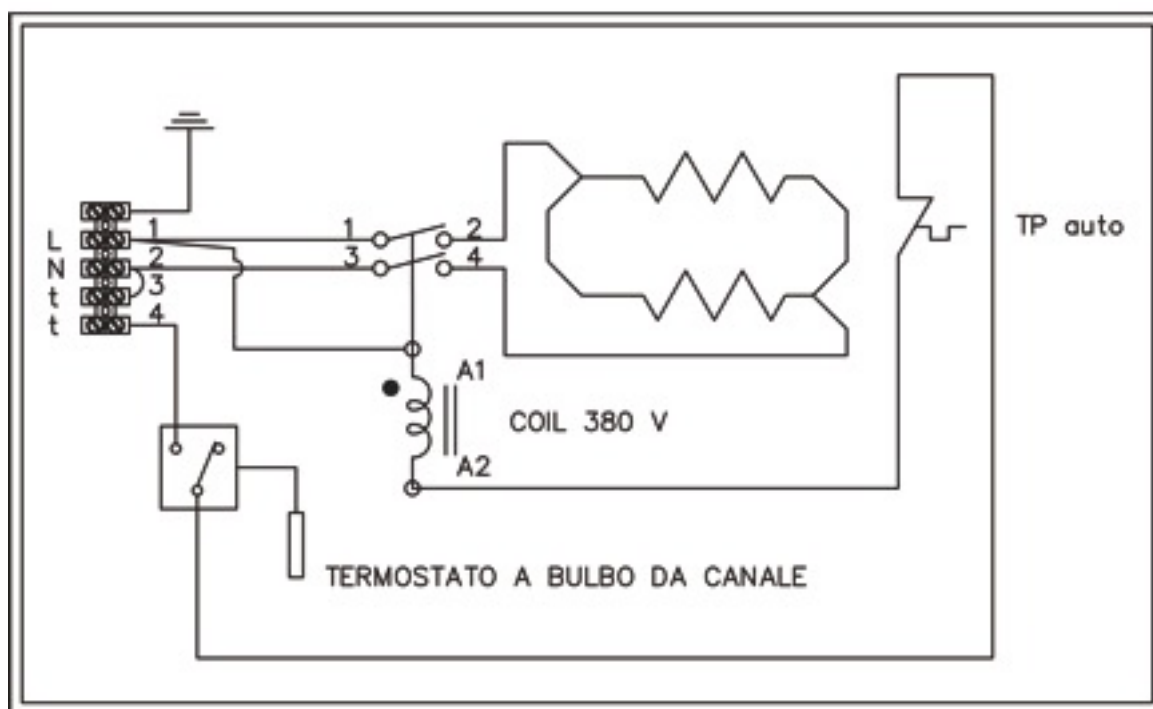 L
N
t
t
1
2
3
4
1
3
2
4
TP auto
A1
COIL 380 V
A2
TERMOSTATO A BULBO DA CANALE